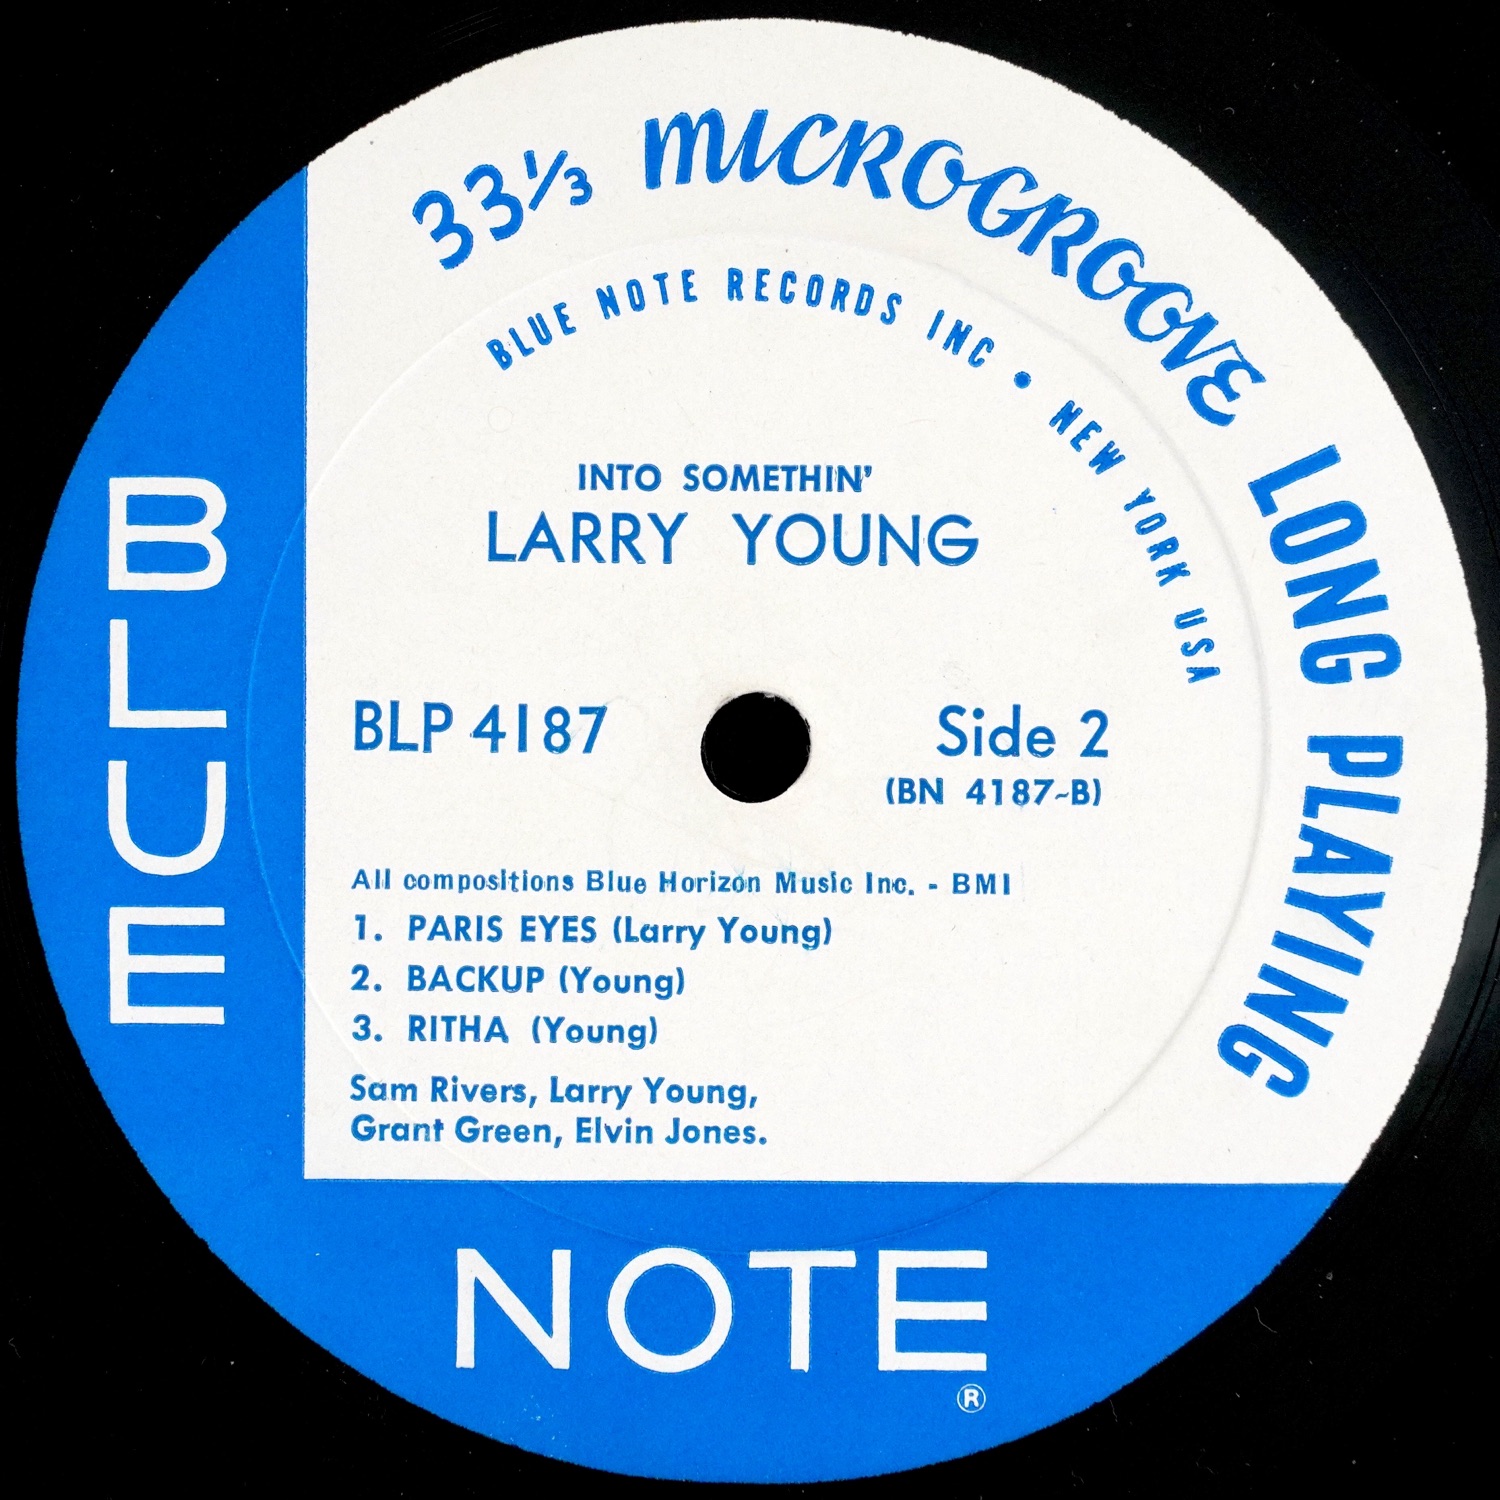 33⅓ MICROGROOVE LONG PLAYING
BLUE NOTE RECORDS INC • NEW YORK USA
INTO SOMETHIN'
LARRY YOUNG
BLP 4187
Side 2
(BN 4187~B)
All compositions Blue Horizon Music Inc. - BMI
1. PARIS EYES (Larry Young)
2. BACKUP (Young)
3. RITHA (Young)
Sam Rivers, Larry Young,
Grant Green, Elvin Jones.
BLUE
NOTE
®